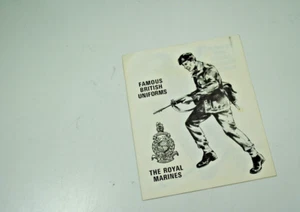 FAMOUS
BRITISH
UNIFORMS
THE ROYAL
MARINES